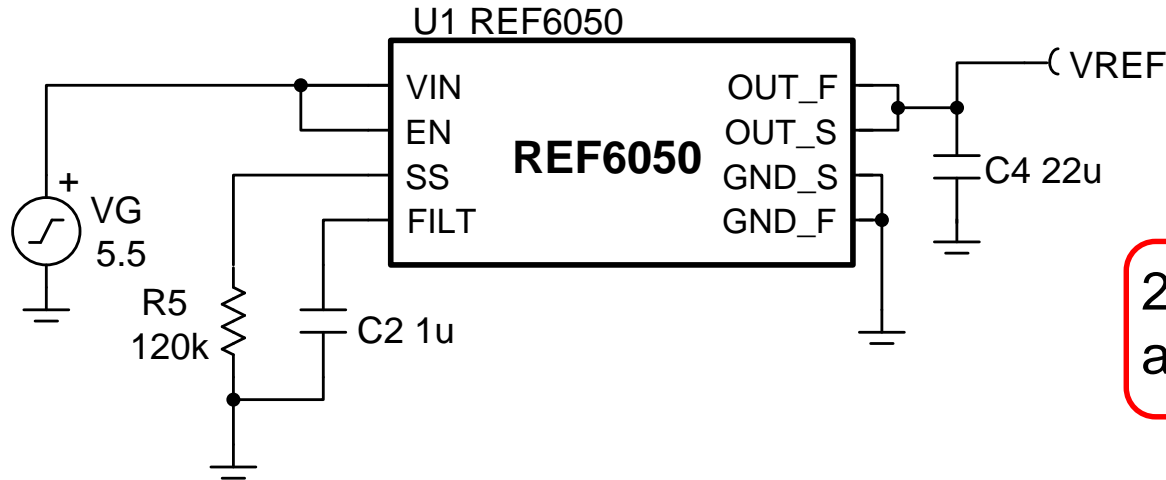 U1 REF6050
VIN
EN
SS
FILT
REF6050
OUT_F
OUT_S
GND_S
GND_F
VREF
C4 22u
+
VG
5.5
R5
120k
C2 1u
2
a